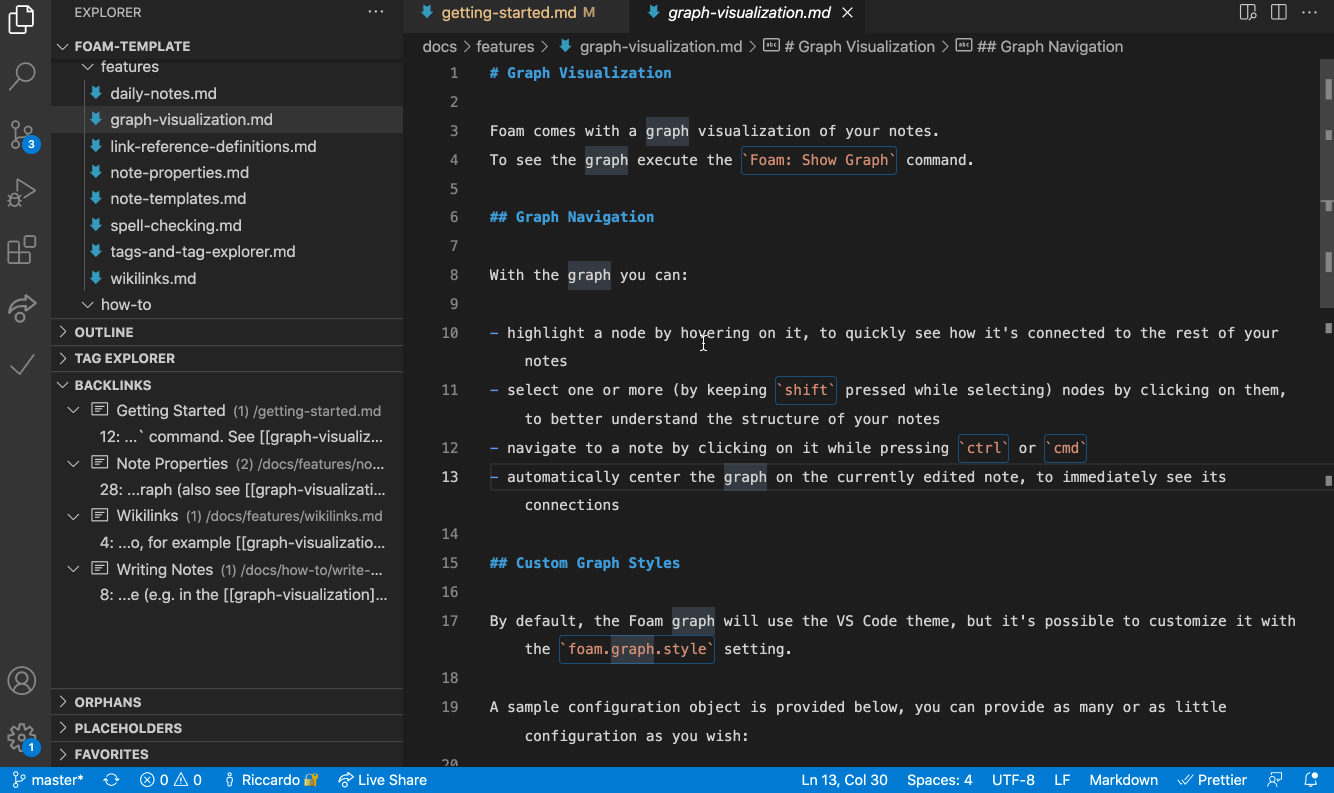 EXPLORER
FOAM-TEMPLATE
features
daily-notes.md
graph-visualization.md
link-reference-definitions.md
note-properties.md
note-templates.md
spell-checking.md
tags-and-tag-explorer.md
wikilinks.md
how-to
OUTLINE
TAG EXPLORER
BACKLINKS
Getting Started (1) /getting-started.md
12: ...` command. See [[graph-visualiz...
Note Properties (2) /docs/features/no...
28: ...raph (also see [[graph-visualizati...
Wikilinks (1) /docs/features/wikilinks.md
4: ...o, for example [[graph-visualizatio...
Writing Notes (1) /docs/how-to/write-...
8: ...e (e.g. in the [[graph-visualization]...
ORPHANS
PLACEHOLDERS
FAVORITES
3
1
getting-started.md M
graph-visualization.md
docs > features > graph-visualization.md > # Graph Visualization > ## Graph Navigation
1 # Graph Visualization
2
3 Foam comes with a graph visualization of your notes.
4 To see the graph execute the `Foam: Show Graph` command.
5
6 ## Graph Navigation
7
8 With the graph you can:
9
10 - highlight a node by hovering on it, to quickly see how it's connected to the rest of your
notes
11 - select one or more (by keeping `shift` pressed while selecting) nodes by clicking on them,
to better understand the structure of your notes
12 - navigate to a note by clicking on it while pressing `ctrl` or `cmd`
13 - automatically center the graph on the currently edited note, to immediately see its
connections
14
15 ## Custom Graph Styles
16
17 By default, the Foam graph will use the VS Code theme, but it's possible to customize it with
the `foam.graph.style` setting.
18
19 A sample configuration object is provided below, you can provide as many or as little
configuration as you wish:
20
master* 0 0 Riccardo Live Share Ln 13, Col 30 Spaces: 4 UTF-8 LF Markdown Prettier